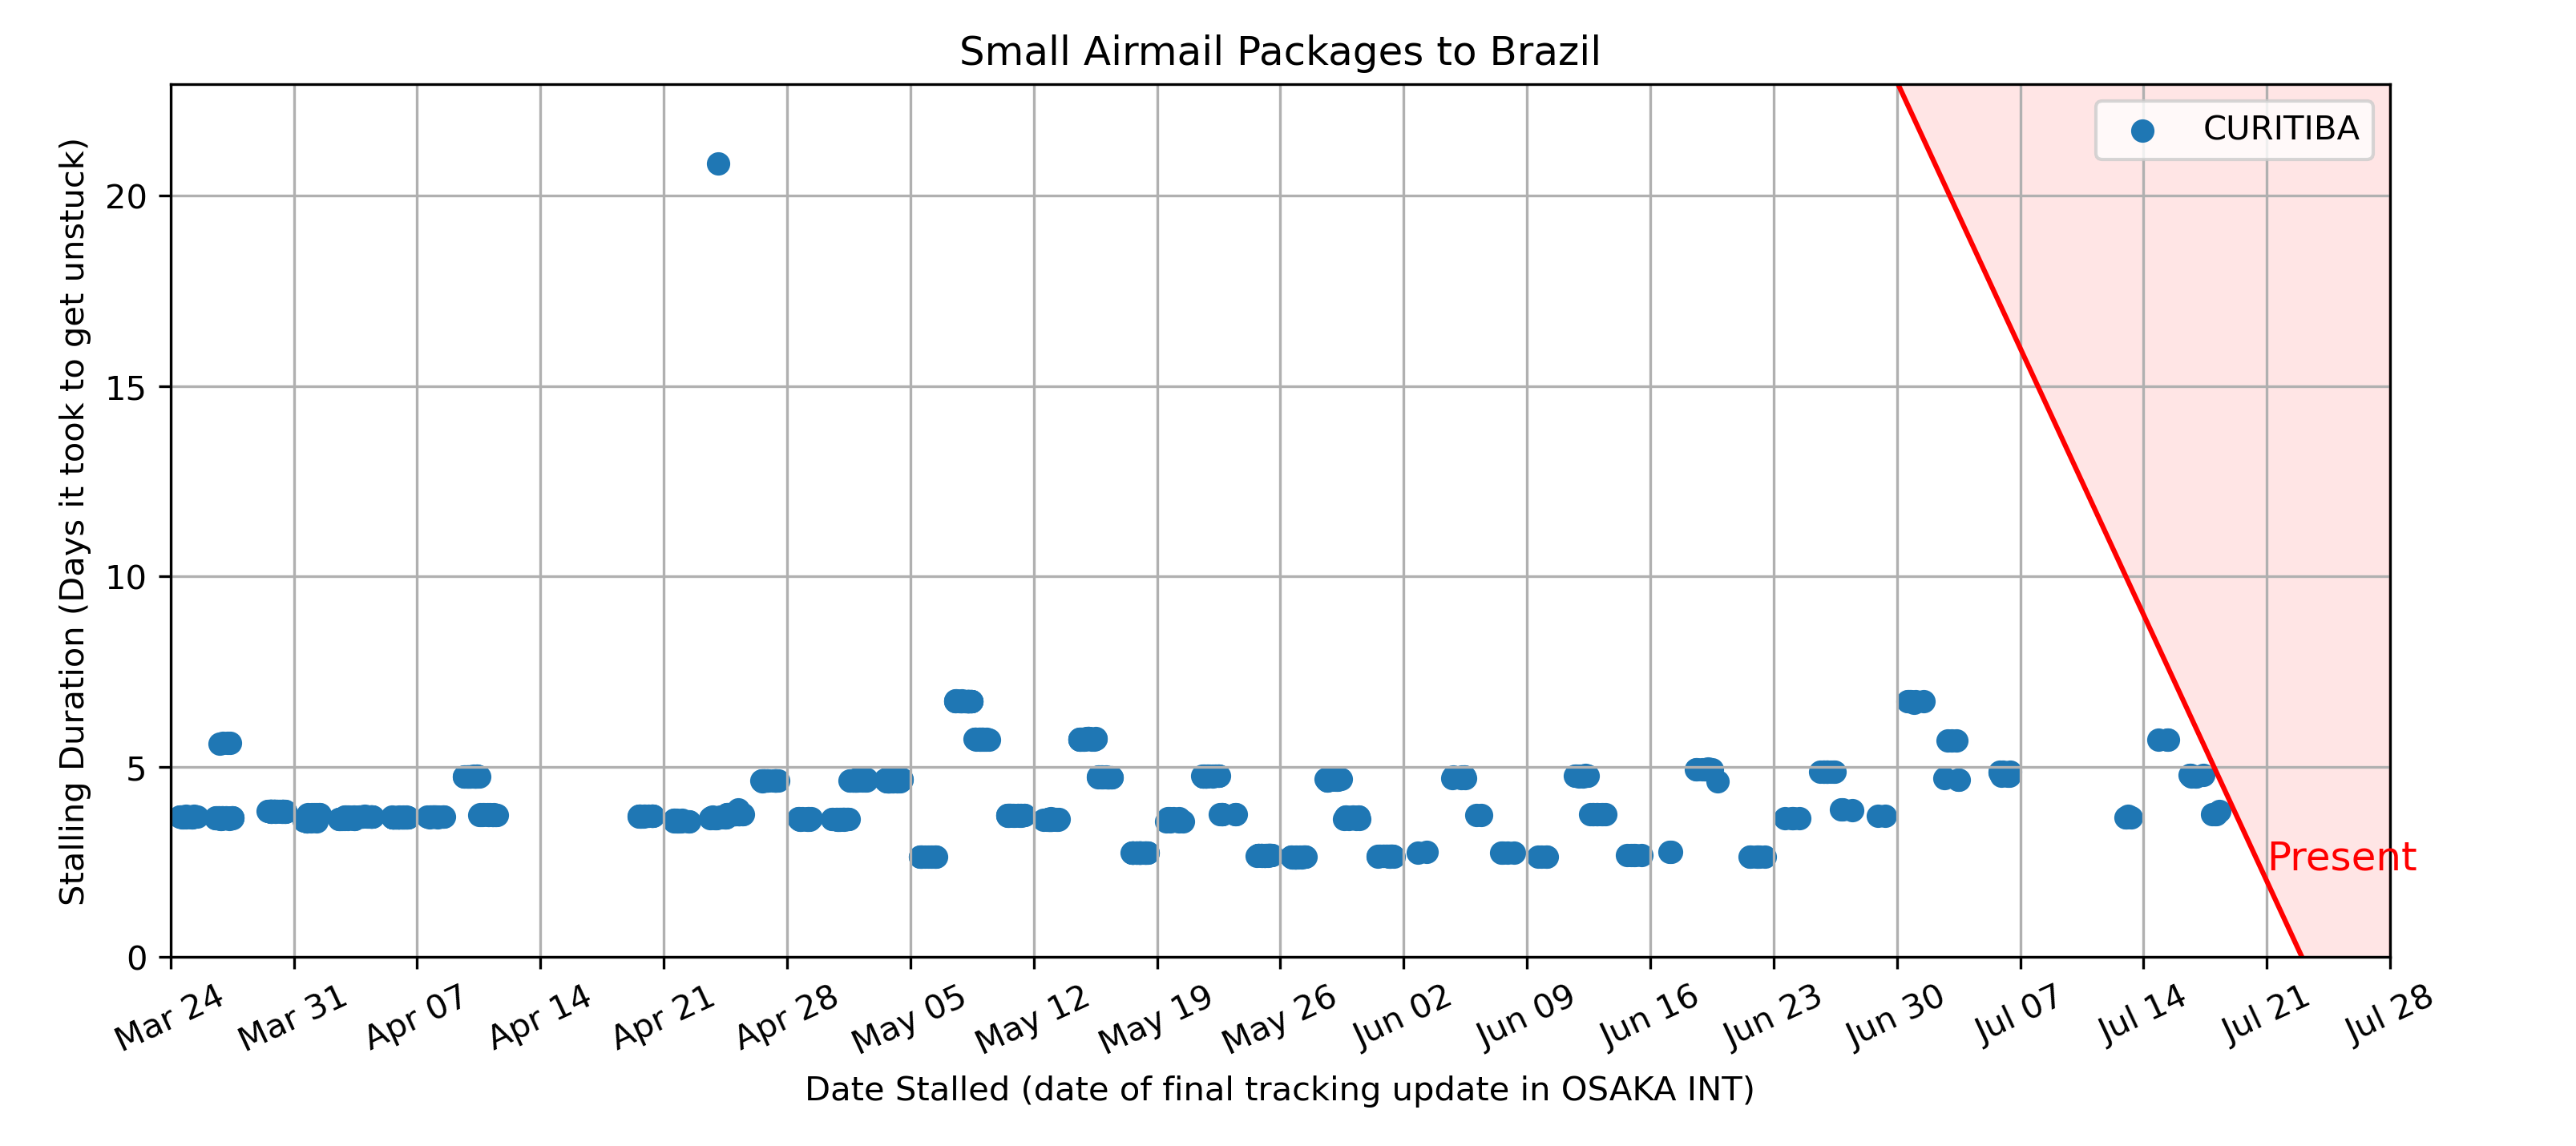 Small Airmail Packages to Brazil
CURITIBA
Stalling Duration (Days it took to get unstuck)
20
15
10
5
0
Present
Mar 24
Mar 31
Apr 07
Apr 14
Apr 21
Apr 28
May 05
May 12
May 19
May 26
Jun 02
Jun 09
Jun 16
Jun 23
Jun 30
Jul 07
Jul 14
Jul 21
Jul 28
Date Stalled (date of final tracking update in OSAKA INT)